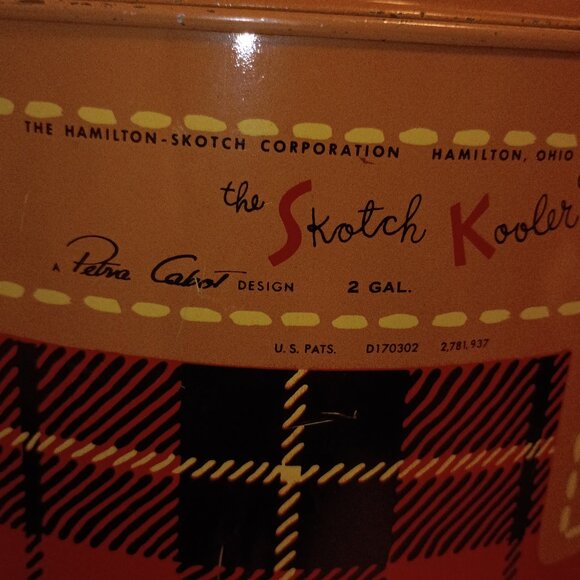 THE HAMILTON-SKOTCH CORPORATION HAMILTON, OHIO
the Skotch Kooler
A Petra Cabot DESIGN 2 GAL.
U.S. PATS. D170302 2,781,937